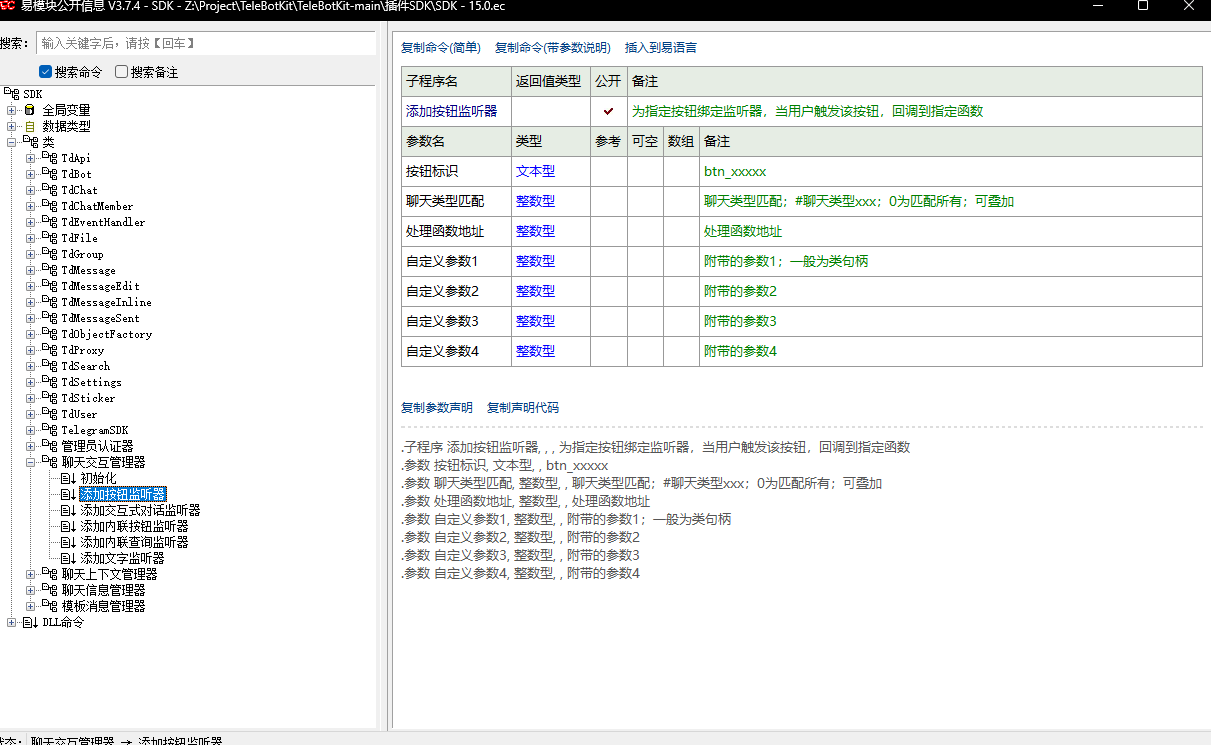 易模块公开信息 V3.7.4 - SDK - Z:\Project\TeleBotKit\TeleBotKit-main\插件SDK\SDK - 15.0.ec
搜索: 输入关键字后，请按【回车】
搜索命令 搜索备注
SDK
全局变量
数据类型
类
TdApi
TdBot
TdChat
TdChatMember
TdEventHandler
TdFile
TdGroup
TdMessage
TdMessageEdit
TdMessageInline
TdMessageSent
TdObjectFactory
TdProxy
TdSearch
TdSettings
TdSticker
TdUser
TelegramSDK
管理员认证器
聊天交互管理器
初始化
添加按钮监听器
添加交互式对话监听器
添加内联按钮监听器
添加内联查询监听器
添加文字监听器
聊天上下文管理器
聊天信息管理器
模板消息管理器
DLL命令
复制命令(简单) 复制命令(带参数说明) 插入到易语言
子程序名 返回值类型 公开 备注
添加按钮监听器 ✓ 为指定按钮绑定监听器，当用户触发该按钮，回调到指定函数
参数名 类型 参考 可空 数组 备注
按钮标识 文本型 btn_xxxxx
聊天类型匹配 整数型 聊天类型匹配；#聊天类型xxx；0为匹配所有；可叠加
处理函数地址 整数型 处理函数地址
自定义参数1 整数型 附带的参数1；一般为类句柄
自定义参数2 整数型 附带的参数2
自定义参数3 整数型 附带的参数3
自定义参数4 整数型 附带的参数4
复制参数声明 复制声明代码
.子程序 添加按钮监听器, , , 为指定按钮绑定监听器，当用户触发该按钮，回调到指定函数
.参数 按钮标识, 文本型, , btn_xxxxx
.参数 聊天类型匹配, 整数型, , 聊天类型匹配；#聊天类型xxx；0为匹配所有；可叠加
.参数 处理函数地址, 整数型, , 处理函数地址
.参数 自定义参数1, 整数型, , 附带的参数1；一般为类句柄
.参数 自定义参数2, 整数型, , 附带的参数2
.参数 自定义参数3, 整数型, , 附带的参数3
.参数 自定义参数4, 整数型, , 附带的参数4
状态: 聊天交互管理器 → 添加按钮监听器